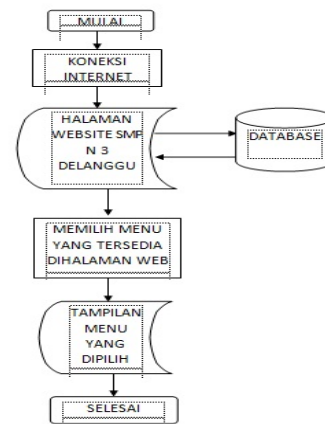 MULAI
KONEKSI
INTERNET
HALAMAN
WEBSITE SMP
N 3
DELANGGU
DATABASE
MEMILIH MENU
YANG TERSEDIA
DIHALAMAN WEB
TAMPILAN
MENU
YANG
DIPILIH
SELESAI